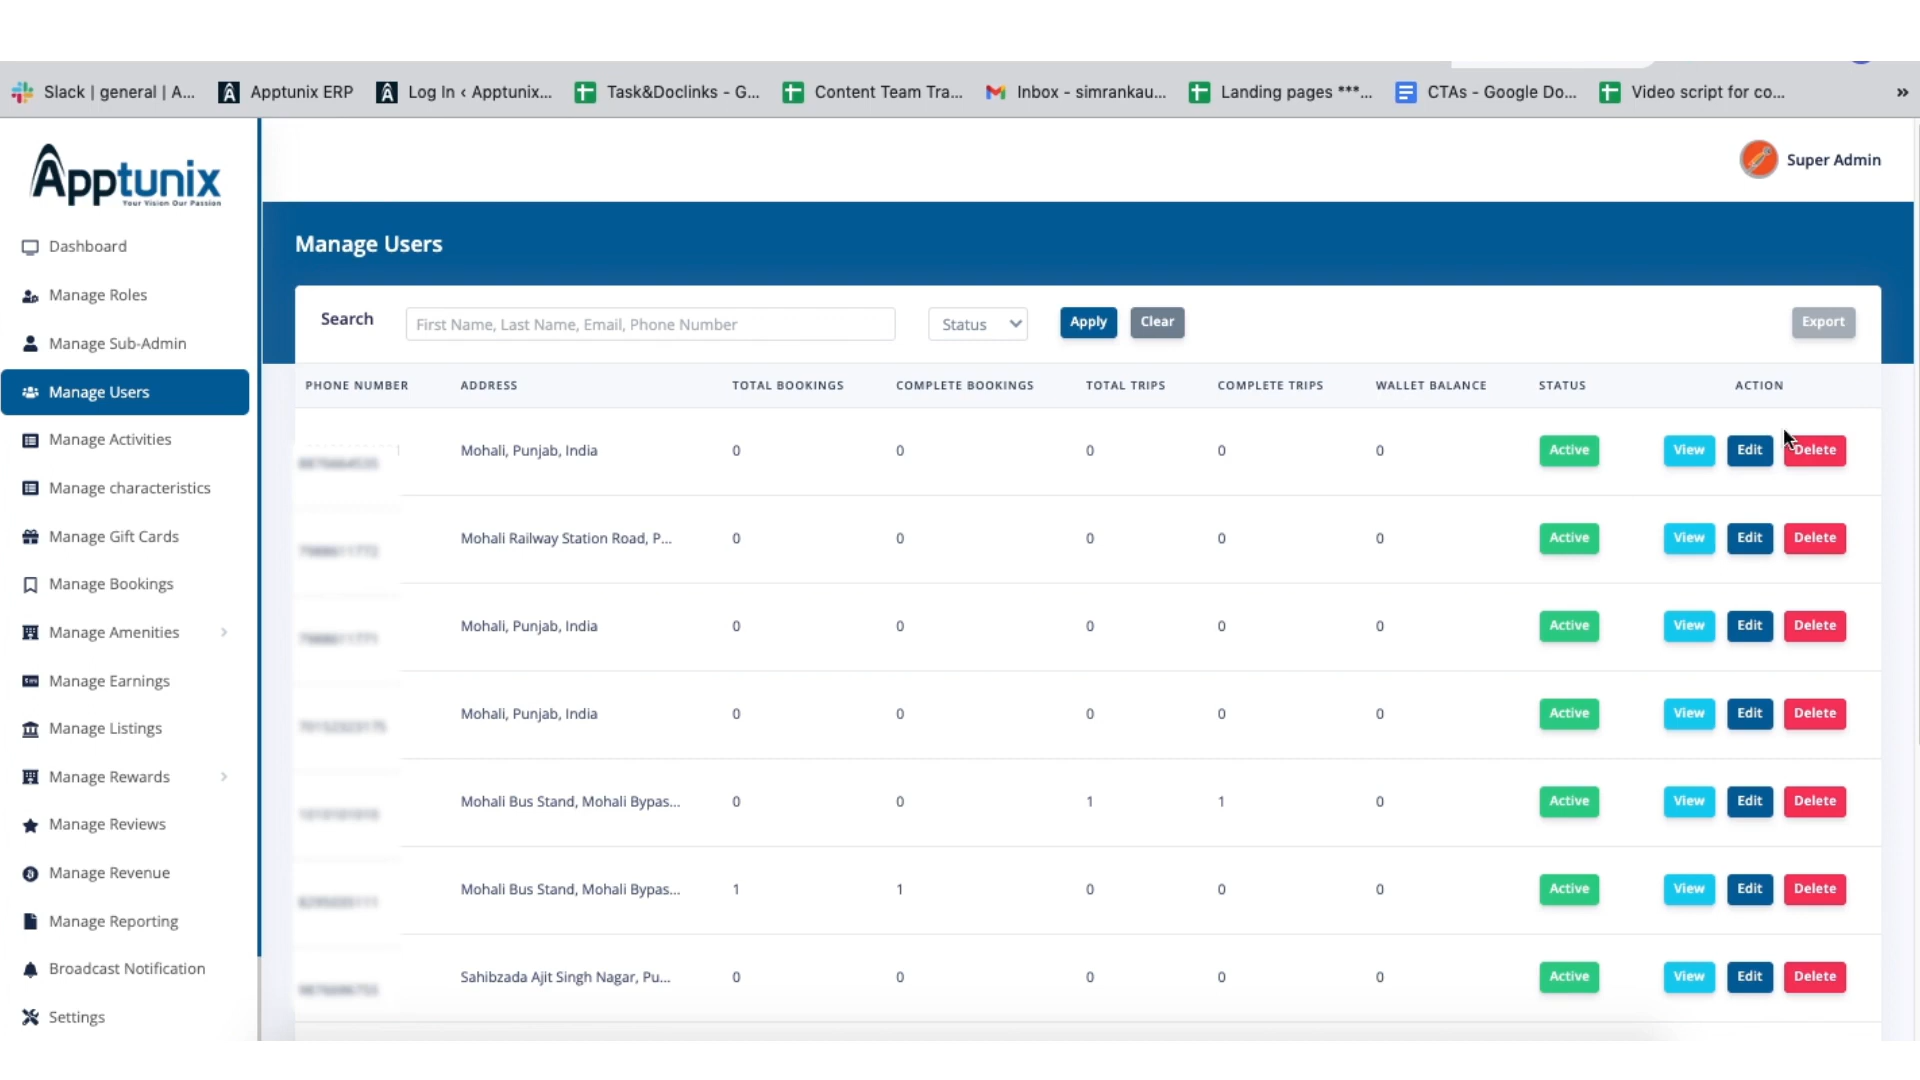 Slack | general | A...
Apptunix ERP
Log In ‹ Apptunix...
Task&Doclinks - G...
Content Team Tra...
Inbox - simrankau...
Landing pages ***...
CTAs - Google Do...
Video script for co...
»
Apptunix
Your Vision Our Passion
Super Admin
Dashboard
Manage Roles
Manage Sub-Admin
Manage Users
Manage Activities
Manage characteristics
Manage Gift Cards
Manage Bookings
Manage Amenities
Manage Earnings
Manage Listings
Manage Rewards
Manage Reviews
Manage Revenue
Manage Reporting
Broadcast Notification
Settings
Manage Users
Search First Name, Last Name, Email, Phone Number Status Apply Clear Export
PHONE NUMBER ADDRESS TOTAL BOOKINGS COMPLETE BOOKINGS TOTAL TRIPS COMPLETE TRIPS WALLET BALANCE STATUS ACTION
Mohali, Punjab, India 0 0 0 0 0 Active View Edit Delete
Mohali Railway Station Road, P... 0 0 0 0 0 Active View Edit Delete
Mohali, Punjab, India 0 0 0 0 0 Active View Edit Delete
Mohali, Punjab, India 0 0 0 0 0 Active View Edit Delete
Mohali Bus Stand, Mohali Bypas... 0 0 1 1 0 Active View Edit Delete
Mohali Bus Stand, Mohali Bypas... 1 1 0 0 0 Active View Edit Delete
Sahibzada Ajit Singh Nagar, Pu... 0 0 0 0 0 Active View Edit Delete